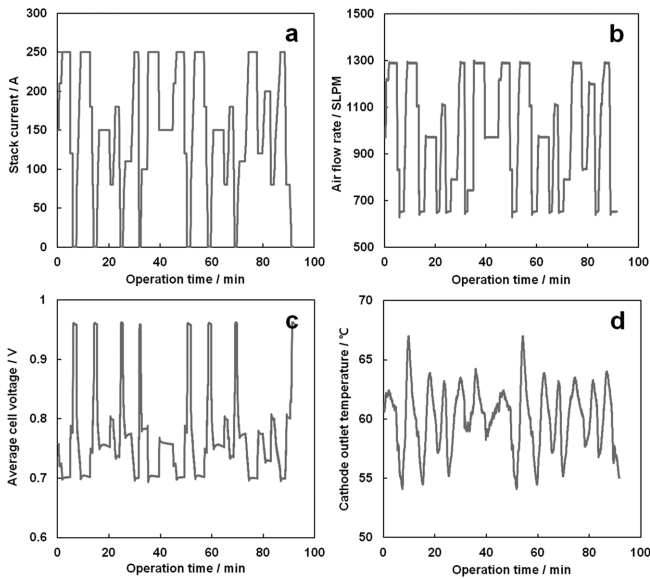 a
300
250
200
150
100
50
0
Stack current / A
0 20 40 60 80 100
Operation time / min
b
1500
1300
1100
900
700
500
Air flow rate / SLPM
0 20 40 60 80 100
Operation time / min
c
1
0.9
0.8
0.7
0.6
Average cell voltage / V
0 20 40 60 80 100
Operation time / min
d
70
65
60
55
50
Cathode outlet temperature / ℃
0 20 40 60 80 100
Operation time / min